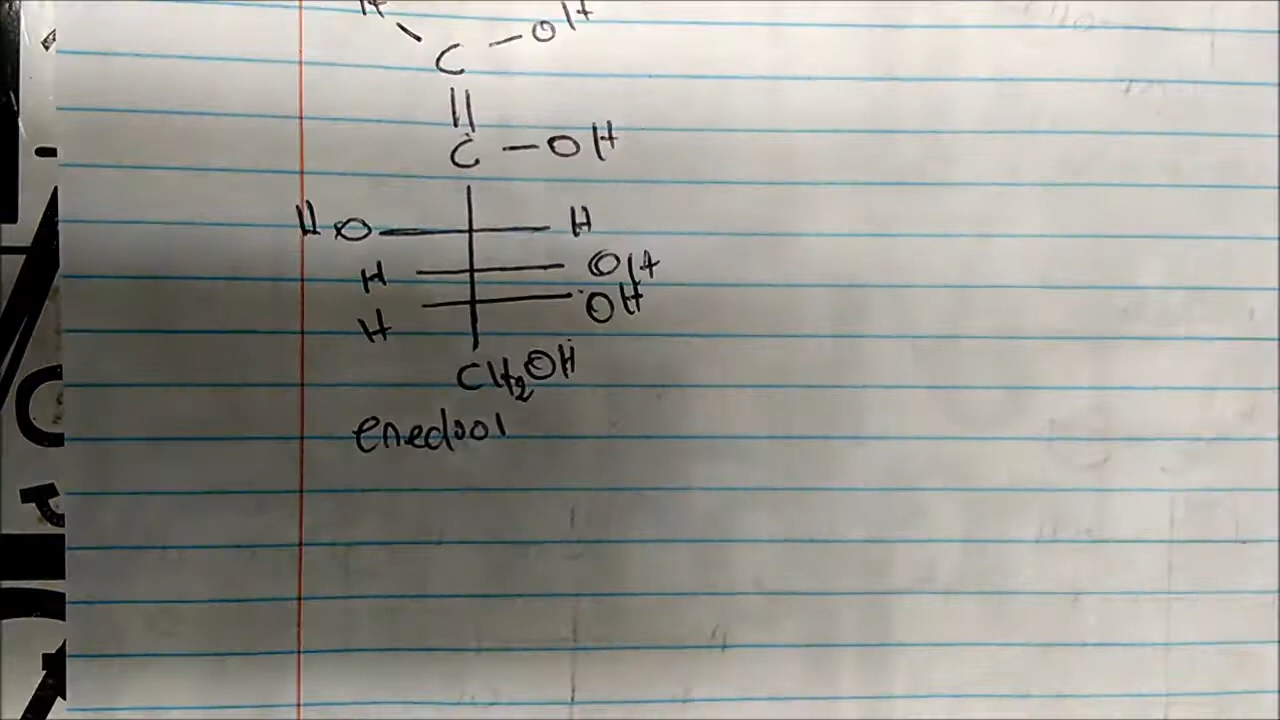 H OH
C
||
C - OH
HO H
H OH
H OH
CH₂OH
enediol